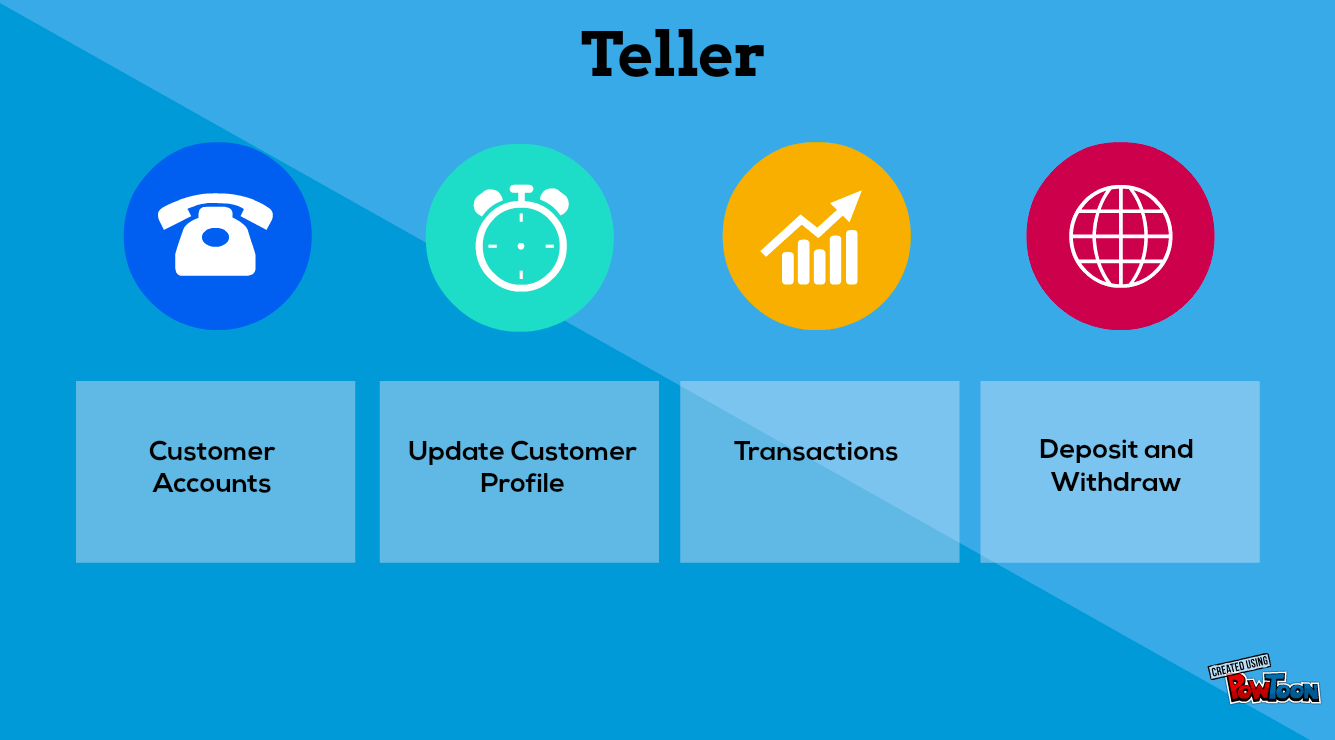 Teller
Customer
Accounts
Update Customer
Profile
Transactions
Deposit and
Withdraw
CREATED USING
PowToon